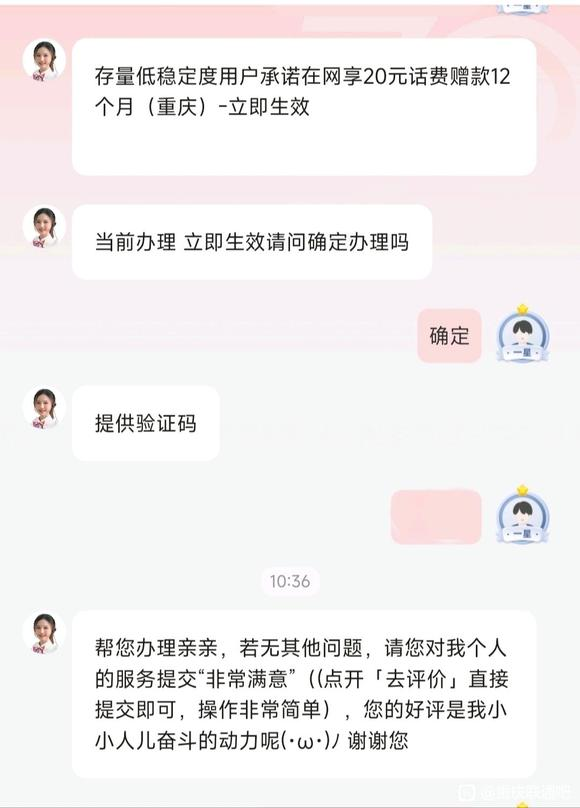 存量低稳定度用户承诺在网享20元话费赠款12
个月（重庆）-立即生效
当前办理 立即生效请问确定办理吗
确定
一星
提供验证码
一星
10:36
帮您办理亲亲，若无其他问题，请您对我个人
的服务提交“非常满意”（(点开「去评价」直接
提交即可，操作非常简单），您的好评是我小
小人儿奋斗的动力呢(･ω･)ﾉ 谢谢您
@重庆联通吧